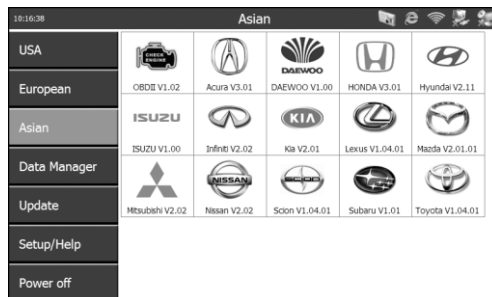 10:16:38 Asian
USA
European
Asian
Data Manager
Update
Setup/Help
Power off
CHECK ENGINE
DAEWOO
OBDII V1.02 Acura V3.01 DAEWOO V1.00 HONDA V3.01 Hyundai V2.11
ISUZU KIA
ISUZU V1.00 Infiniti V2.02 Kia V2.01 Lexus V1.04.01 Mazda V2.01.01
NISSAN SCION
Mitsubishi V2.02 Nissan V2.02 Scion V1.04.01 Subaru V1.01 Toyota V1.04.01